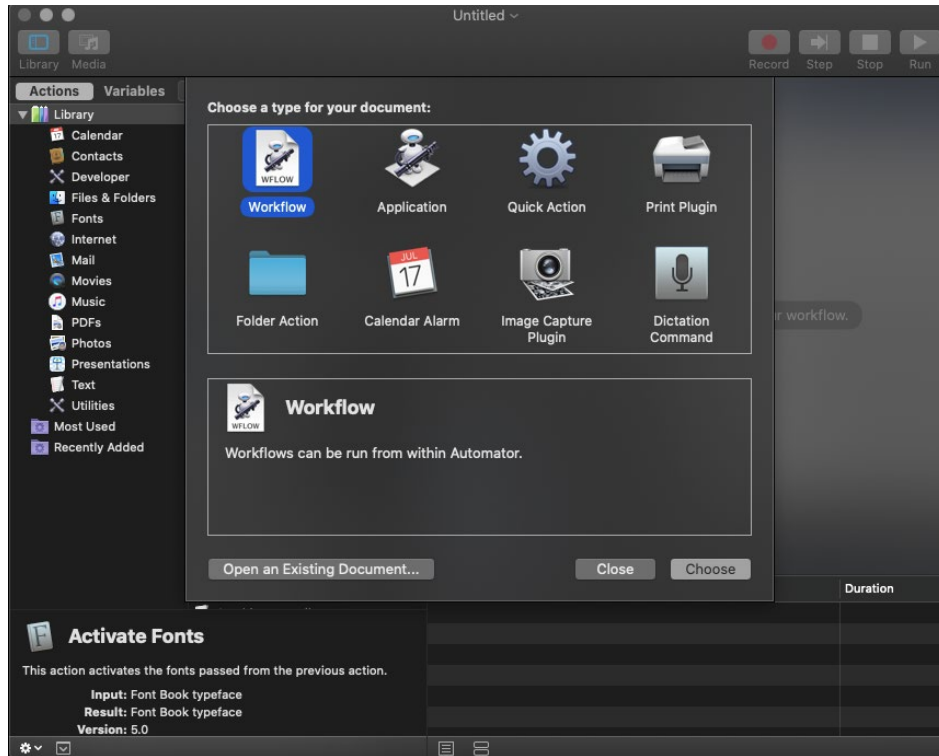 Untitled
Library Media
Record Step Stop Run
Actions Variables
Library
Calendar
Contacts
Developer
Files & Folders
Fonts
Internet
Mail
Movies
Music
PDFs
Photos
Presentations
Text
Utilities
Most Used
Recently Added
Choose a type for your document:
WFLOW
Workflow Application Quick Action Print Plugin
JUL
17
Folder Action Calendar Alarm Image Capture Plugin Dictation Command
WFLOW
Workflow
Workflows can be run from within Automator.
Open an Existing Document... Close Choose
workflow.
Duration
Activate Fonts
This action activates the fonts passed from the previous action.
Input: Font Book typeface
Result: Font Book typeface
Version: 5.0